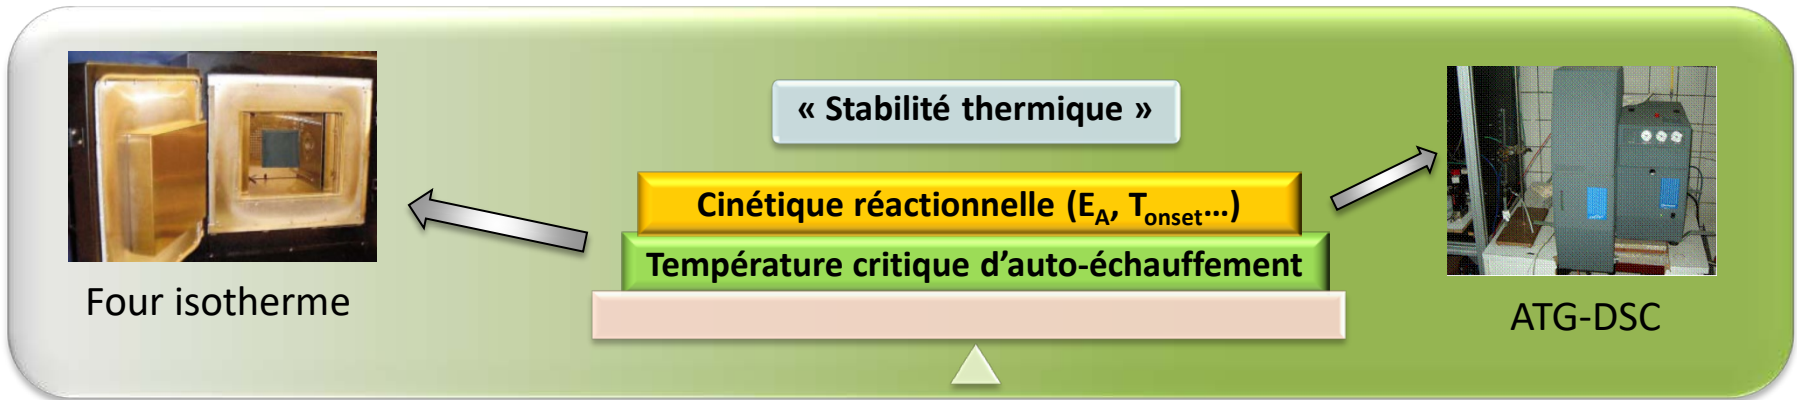 « Stabilité thermique »
Cinétique réactionnelle (EA, Tonset…)
Température critique d’auto-échauffement
Four isotherme
ATG-DSC